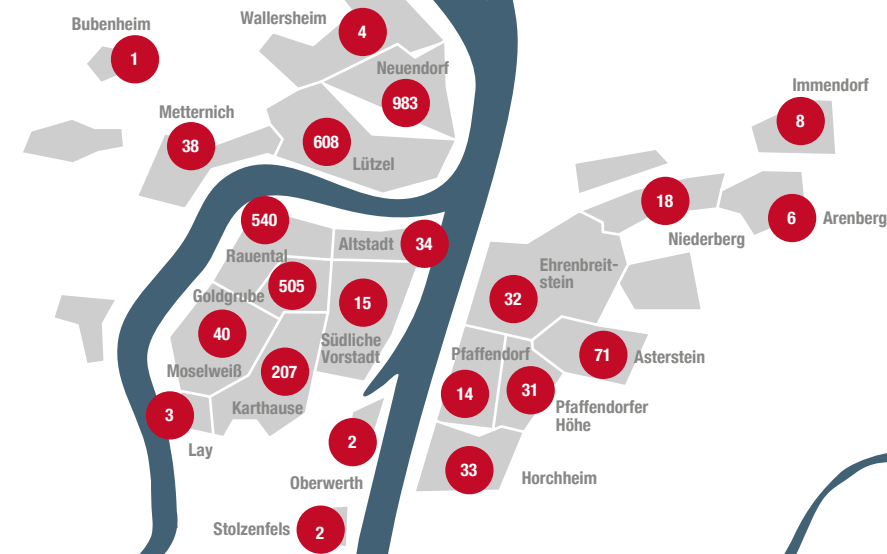 Wallersheim
4
Bubenheim
1
Neuendorf
983
Immendorf
8
Metternich
38
608
Lützel
18
Niederberg
6
Arenberg
540
Rauental
Altstadt
34
Goldgrube
505
15
Südliche
Vorstadt
Ehrenbreit-
stein
32
40
Moselweiß
207
Karthause
Pfaffendorf
14
31
Pfaffendorfer
Höhe
71
Asterstein
3
Lay
2
Oberwerth
33
Horchheim
Stolzenfels
2